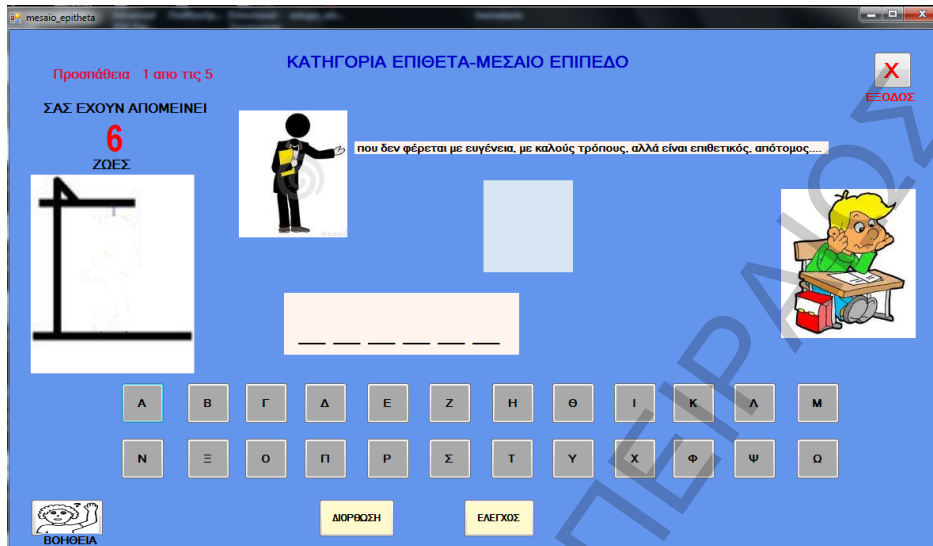 mesaio_epitheta
ΚΑΤΗΓΟΡΙΑ ΕΠΙΘΕΤΑ-ΜΕΣΑΙΟ ΕΠΙΠΕΔΟ
Προσπάθεια 1 απο τις 5
X
ΕΞΟΔΟΣ
ΣΑΣ ΕΧΟΥΝ ΑΠΟΜΕΙΝΕΙ
6
ΖΩΕΣ
που δεν φέρεται με ευγένεια, με καλούς τρόπους, αλλά είναι επιθετικός, απότομος....
Α Β Γ Δ Ε Ζ Η Θ Ι Κ Λ Μ
Ν Ξ Ο Π Ρ Σ Τ Υ Χ Φ Ψ Ω
ΔΙΟΡΘΩΣΗ ΕΛΕΓΧΟΣ
ΒΟΗΘΕΙΑ
ΠΕΙΡΑΙΩΣ